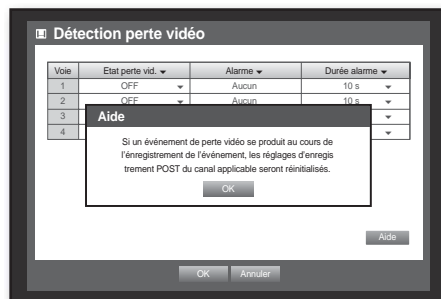 Détection perte vidéo
Voie Etat perte vid. Alarme Durée alarme
1 OFF Aucun 10 s
2 OFF Aucun 10 s
3
4
Aide
Si un événement de perte vidéo se produit au cours de
l'énregistrement de l'événement, les réglages d'enregis
trement POST du canal applicable seront réinitialisés.
OK
Aide
OK Annuler